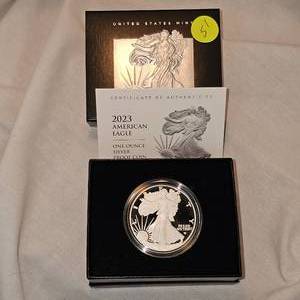 UNITED STATES MINT
CERTIFICATE OF AUTHENTICITY
2023
AMERICAN
EAGLE
ONE OUNCE
SILVER
PROOF COIN